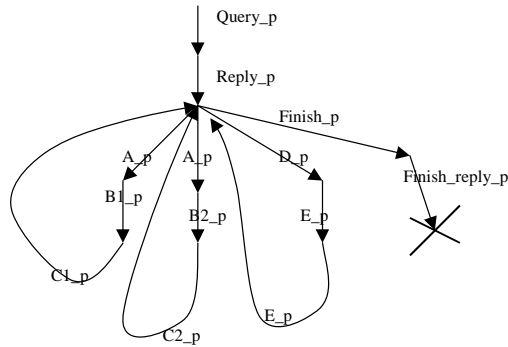 Query_p
Reply_p
Finish_p
A_p
A_p
D_p
Finish_reply_p
B1_p
B2_p
E_p
C1_p
C2_p
E_p